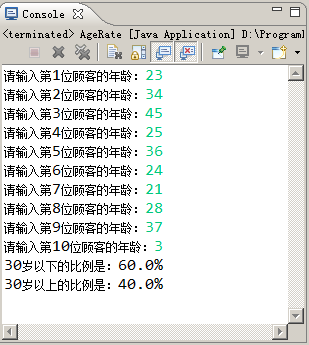 Console
<terminated> AgeRate [Java Application] D:\Program
请输入第1位顾客的年龄：23
请输入第2位顾客的年龄：34
请输入第3位顾客的年龄：45
请输入第4位顾客的年龄：25
请输入第5位顾客的年龄：36
请输入第6位顾客的年龄：24
请输入第7位顾客的年龄：21
请输入第8位顾客的年龄：28
请输入第9位顾客的年龄：37
请输入第10位顾客的年龄：3
30岁以下的比例是：60.0%
30岁以上的比例是：40.0%